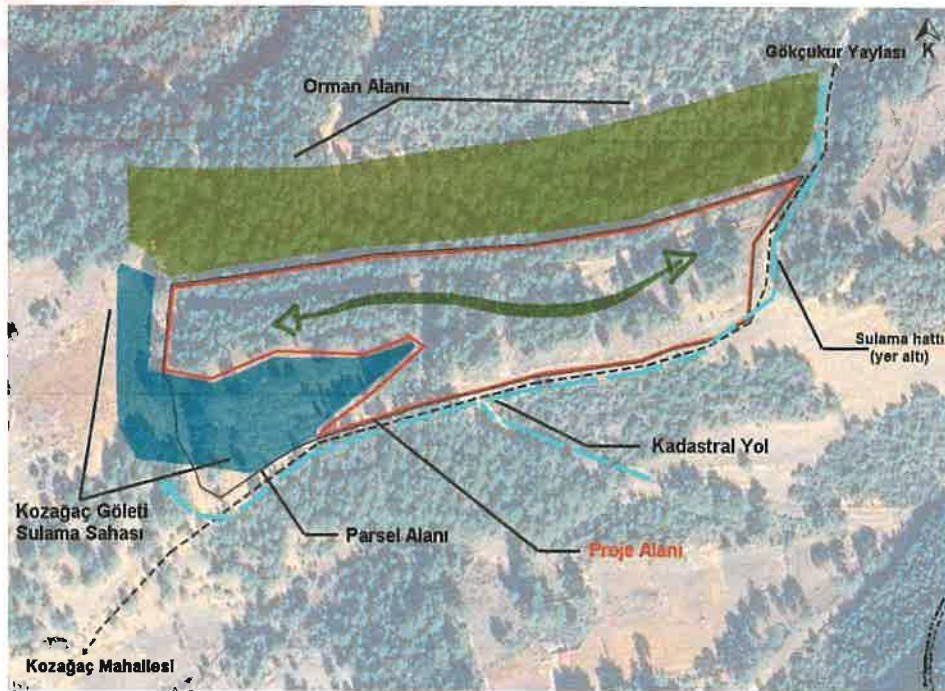 Gökçukur Yaylası
K
Orman Alanı
Sulama hattı
(yer altı)
Kadastral Yol
Kozağaç Göleti
Sulama Sahası
Parsel Alanı
Proje Alanı
Kozağaç Mahallesi